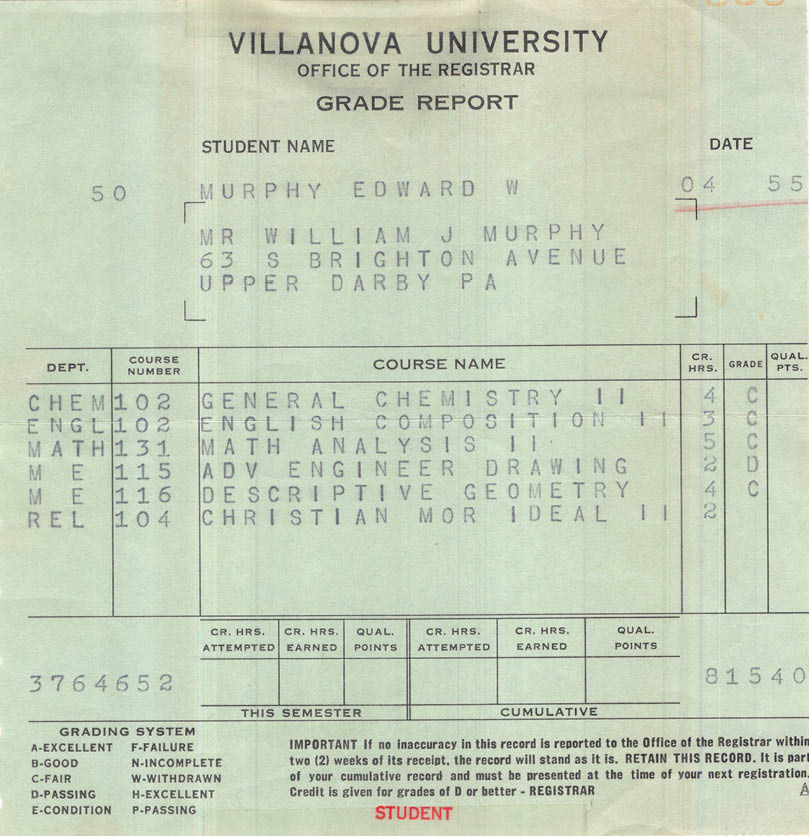 VILLANOVA UNIVERSITY
OFFICE OF THE REGISTRAR
GRADE REPORT
STUDENT NAME DATE
50 MURPHY EDWARD W 04 55
MR WILLIAM J MURPHY
63 S BRIGHTON AVENUE
UPPER DARBY PA
DEPT. COURSE NUMBER COURSE NAME CR. HRS. GRADE QUAL. PTS.
CHEM 102 GENERAL CHEMISTRY II 4 C
ENGL 102 ENGLISH COMPOSITION II 3 C
MATH 131 MATH ANALYSIS II 5 C
M E 115 ADV ENGINEER DRAWING 2 D
M E 116 DESCRIPTIVE GEOMETRY 4 C
REL 104 CHRISTIAN MOR IDEAL II 2
CR. HRS. ATTEMPTED CR. HRS. EARNED QUAL. POINTS CR. HRS. ATTEMPTED CR. HRS. EARNED QUAL. POINTS
3764652 81540
THIS SEMESTER CUMULATIVE
GRADING SYSTEM
A-EXCELLENT F-FAILURE
B-GOOD N-INCOMPLETE
C-FAIR W-WITHDRAWN
D-PASSING H-EXCELLENT
E-CONDITION P-PASSING
IMPORTANT If no inaccuracy in this record is reported to the Office of the Registrar within
two (2) weeks of its receipt, the record will stand as it is. RETAIN THIS RECORD. It is part
of your cumulative record and must be presented at the time of your next registration.
Credit is given for grades of D or better - REGISTRAR A
STUDENT